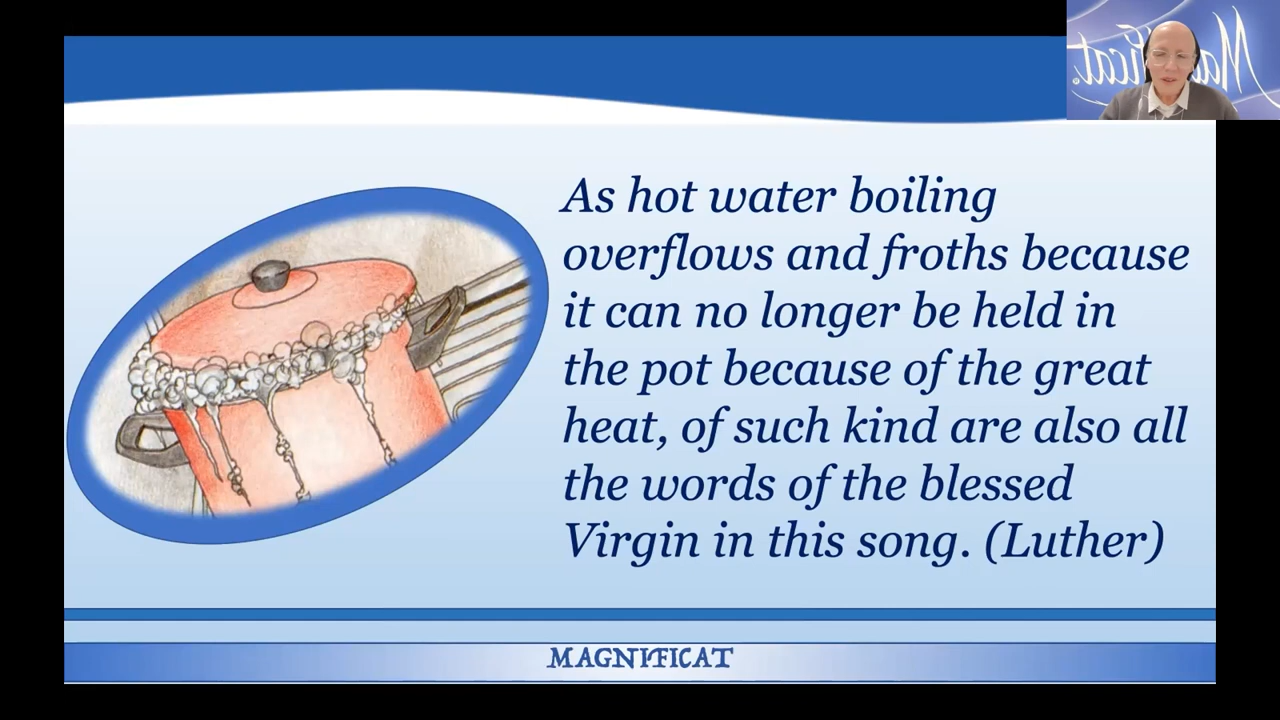 Magnificat®
As hot water boiling
overflows and froths because
it can no longer be held in
the pot because of the great
heat, of such kind are also all
the words of the blessed
Virgin in this song. (Luther)
MAGNIFICAT